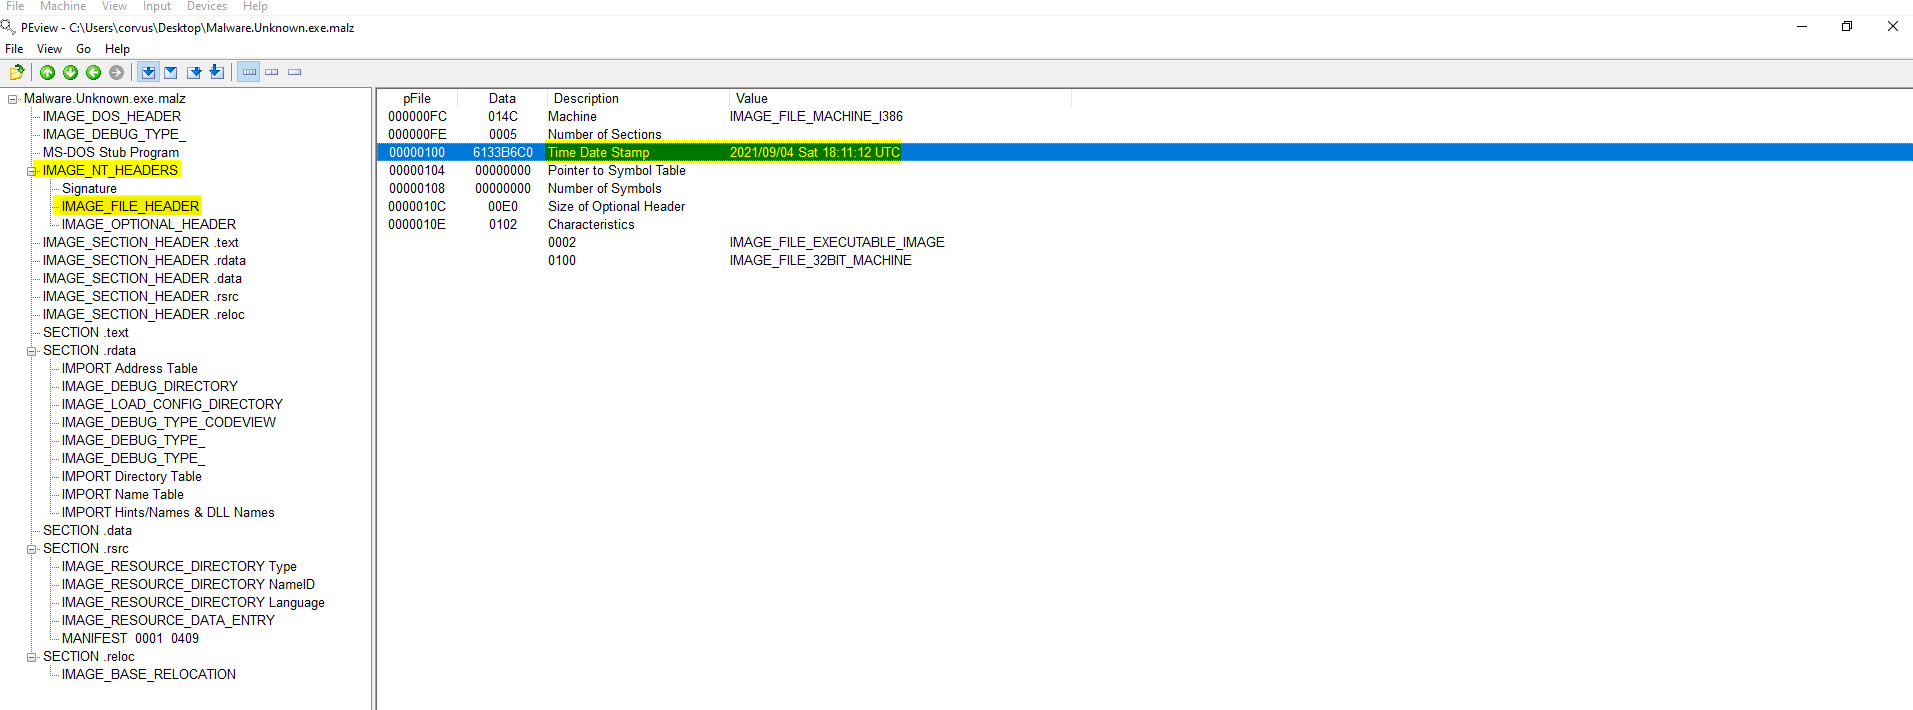 File Machine View Input Devices Help
PEview - C:\Users\corvus\Desktop\Malware.Unknown.exe.malz
File View Go Help
Malware.Unknown.exe.malz
IMAGE_DOS_HEADER
IMAGE_DEBUG_TYPE_
MS-DOS Stub Program
IMAGE_NT_HEADERS
Signature
IMAGE_FILE_HEADER
IMAGE_OPTIONAL_HEADER
IMAGE_SECTION_HEADER .text
IMAGE_SECTION_HEADER .rdata
IMAGE_SECTION_HEADER .data
IMAGE_SECTION_HEADER .rsrc
IMAGE_SECTION_HEADER .reloc
SECTION .text
SECTION .rdata
IMPORT Address Table
IMAGE_DEBUG_DIRECTORY
IMAGE_LOAD_CONFIG_DIRECTORY
IMAGE_DEBUG_TYPE_CODEVIEW
IMAGE_DEBUG_TYPE_
IMAGE_DEBUG_TYPE_
IMPORT Directory Table
IMPORT Name Table
IMPORT Hints/Names & DLL Names
SECTION .data
SECTION .rsrc
IMAGE_RESOURCE_DIRECTORY Type
IMAGE_RESOURCE_DIRECTORY NameID
IMAGE_RESOURCE_DIRECTORY Language
IMAGE_RESOURCE_DATA_ENTRY
MANIFEST 0001 0409
SECTION .reloc
IMAGE_BASE_RELOCATION
pFile Data Description Value
000000FC 014C Machine IMAGE_FILE_MACHINE_I386
000000FE 0005 Number of Sections
00000100 6133B6C0 Time Date Stamp 2021/09/04 Sat 18:11:12 UTC
00000104 00000000 Pointer to Symbol Table
00000108 00000000 Number of Symbols
0000010C 00E0 Size of Optional Header
0000010E 0102 Characteristics
0002 IMAGE_FILE_EXECUTABLE_IMAGE
0100 IMAGE_FILE_32BIT_MACHINE